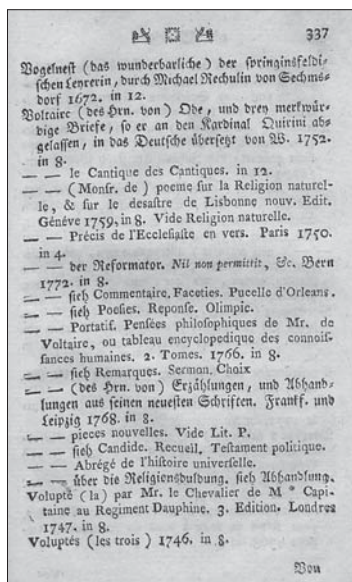 337
Vogelnest (das wunderbarliche) der springinsfeldi-
schen Leyrerin, durch Michael Rechulin von Sechms-
dorf 1672. in 12.
Voltaire (des Hrn. von) Ode, und drey merkwür-
dige Briefe, so er an den Kardinal Quirini ab-
gelassen, in das Deutsche übersetzt von W. 1752.
in 8.
— — le Cantique des Cantiques. in 12.
— — (Monsr. de) poeme sur la Religion naturel-
le, & sur le desastre de Lisbonne nouv. Edit.
Généve 1759, in 8. Vide Religion naturelle.
— — Précis de l'Ecclesiaste en vers. Paris 1750.
in 4.
— — der Reformator. Nil non permittit, &c. Bern
1772. in 8.
— — sieh Commentaire. Faceties. Pucelle d'Orleans.
— — sieh Poesies. Reponse. Olimpic.
— — Portatif. Pensées philosophiques de Mr. de
Voltaire, ou tableau encyclopedique des connois-
sances humaines. 2. Tomes. 1766. in 8.
— — sieh Remarques. Serman. Choix
— — (des Hrn. von) Erzählungen, und Abhand-
lungen aus seinen neuesten Schriften. Frankf. und
Leipzig 1768. in 8.
— — pieces nouvelles. Vide Lit. P.
— — sieh Candide. Recueil. Testament politique.
— — Abrégé de l'histoire universelle.
— — über die Religionsduldung. sieh Abhandlung.
Volupté (la) par Mr. le Chevalier de M * Capi-
taine au Regiment Dauphine. 3. Edition. Londres
1747. in 8.
Voluptés (les trois) 1746. in 8.
Von